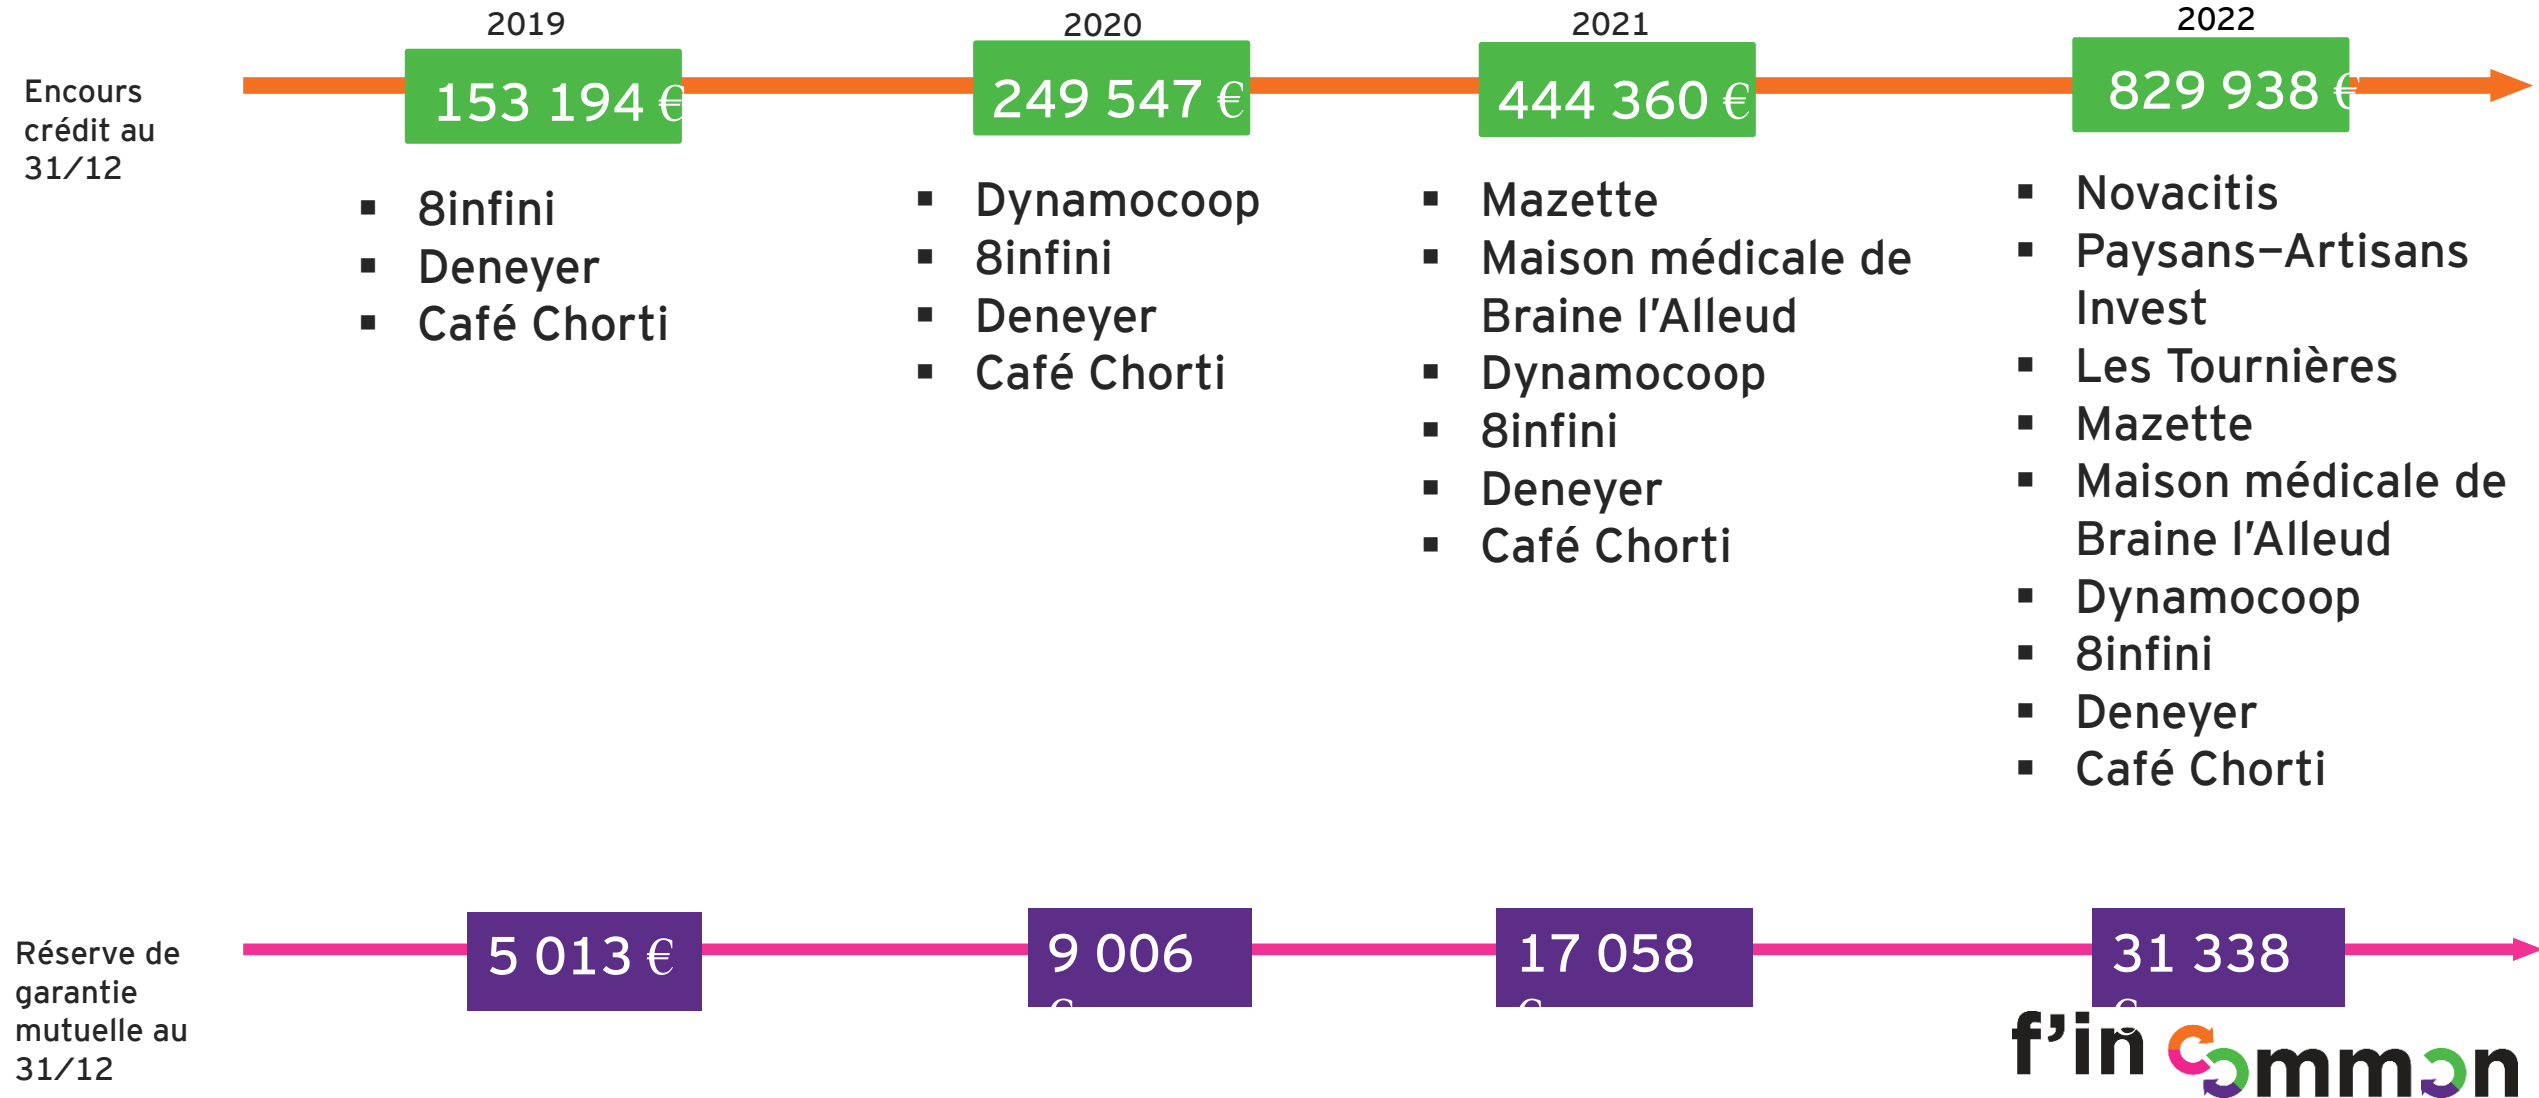 2019
2020
2021
2022
Encours
crédit au
31/12
153 194 €
249 547 €
444 360 €
829 938 €
▪ 8infini
▪ Deneyer
▪ Café Chorti
▪ Dynamocoop
▪ 8infini
▪ Deneyer
▪ Café Chorti
▪ Mazette
▪ Maison médicale de
Braine l’Alleud
▪ Dynamocoop
▪ 8infini
▪ Deneyer
▪ Café Chorti
▪ Novacitis
▪ Paysans–Artisans
Invest
▪ Les Tournières
▪ Mazette
▪ Maison médicale de
Braine l’Alleud
▪ Dynamocoop
▪ 8infini
▪ Deneyer
▪ Café Chorti
Réserve de
garantie
mutuelle au
31/12
5 013 €
9 006
€
17 058
€
31 338
€
f’in common